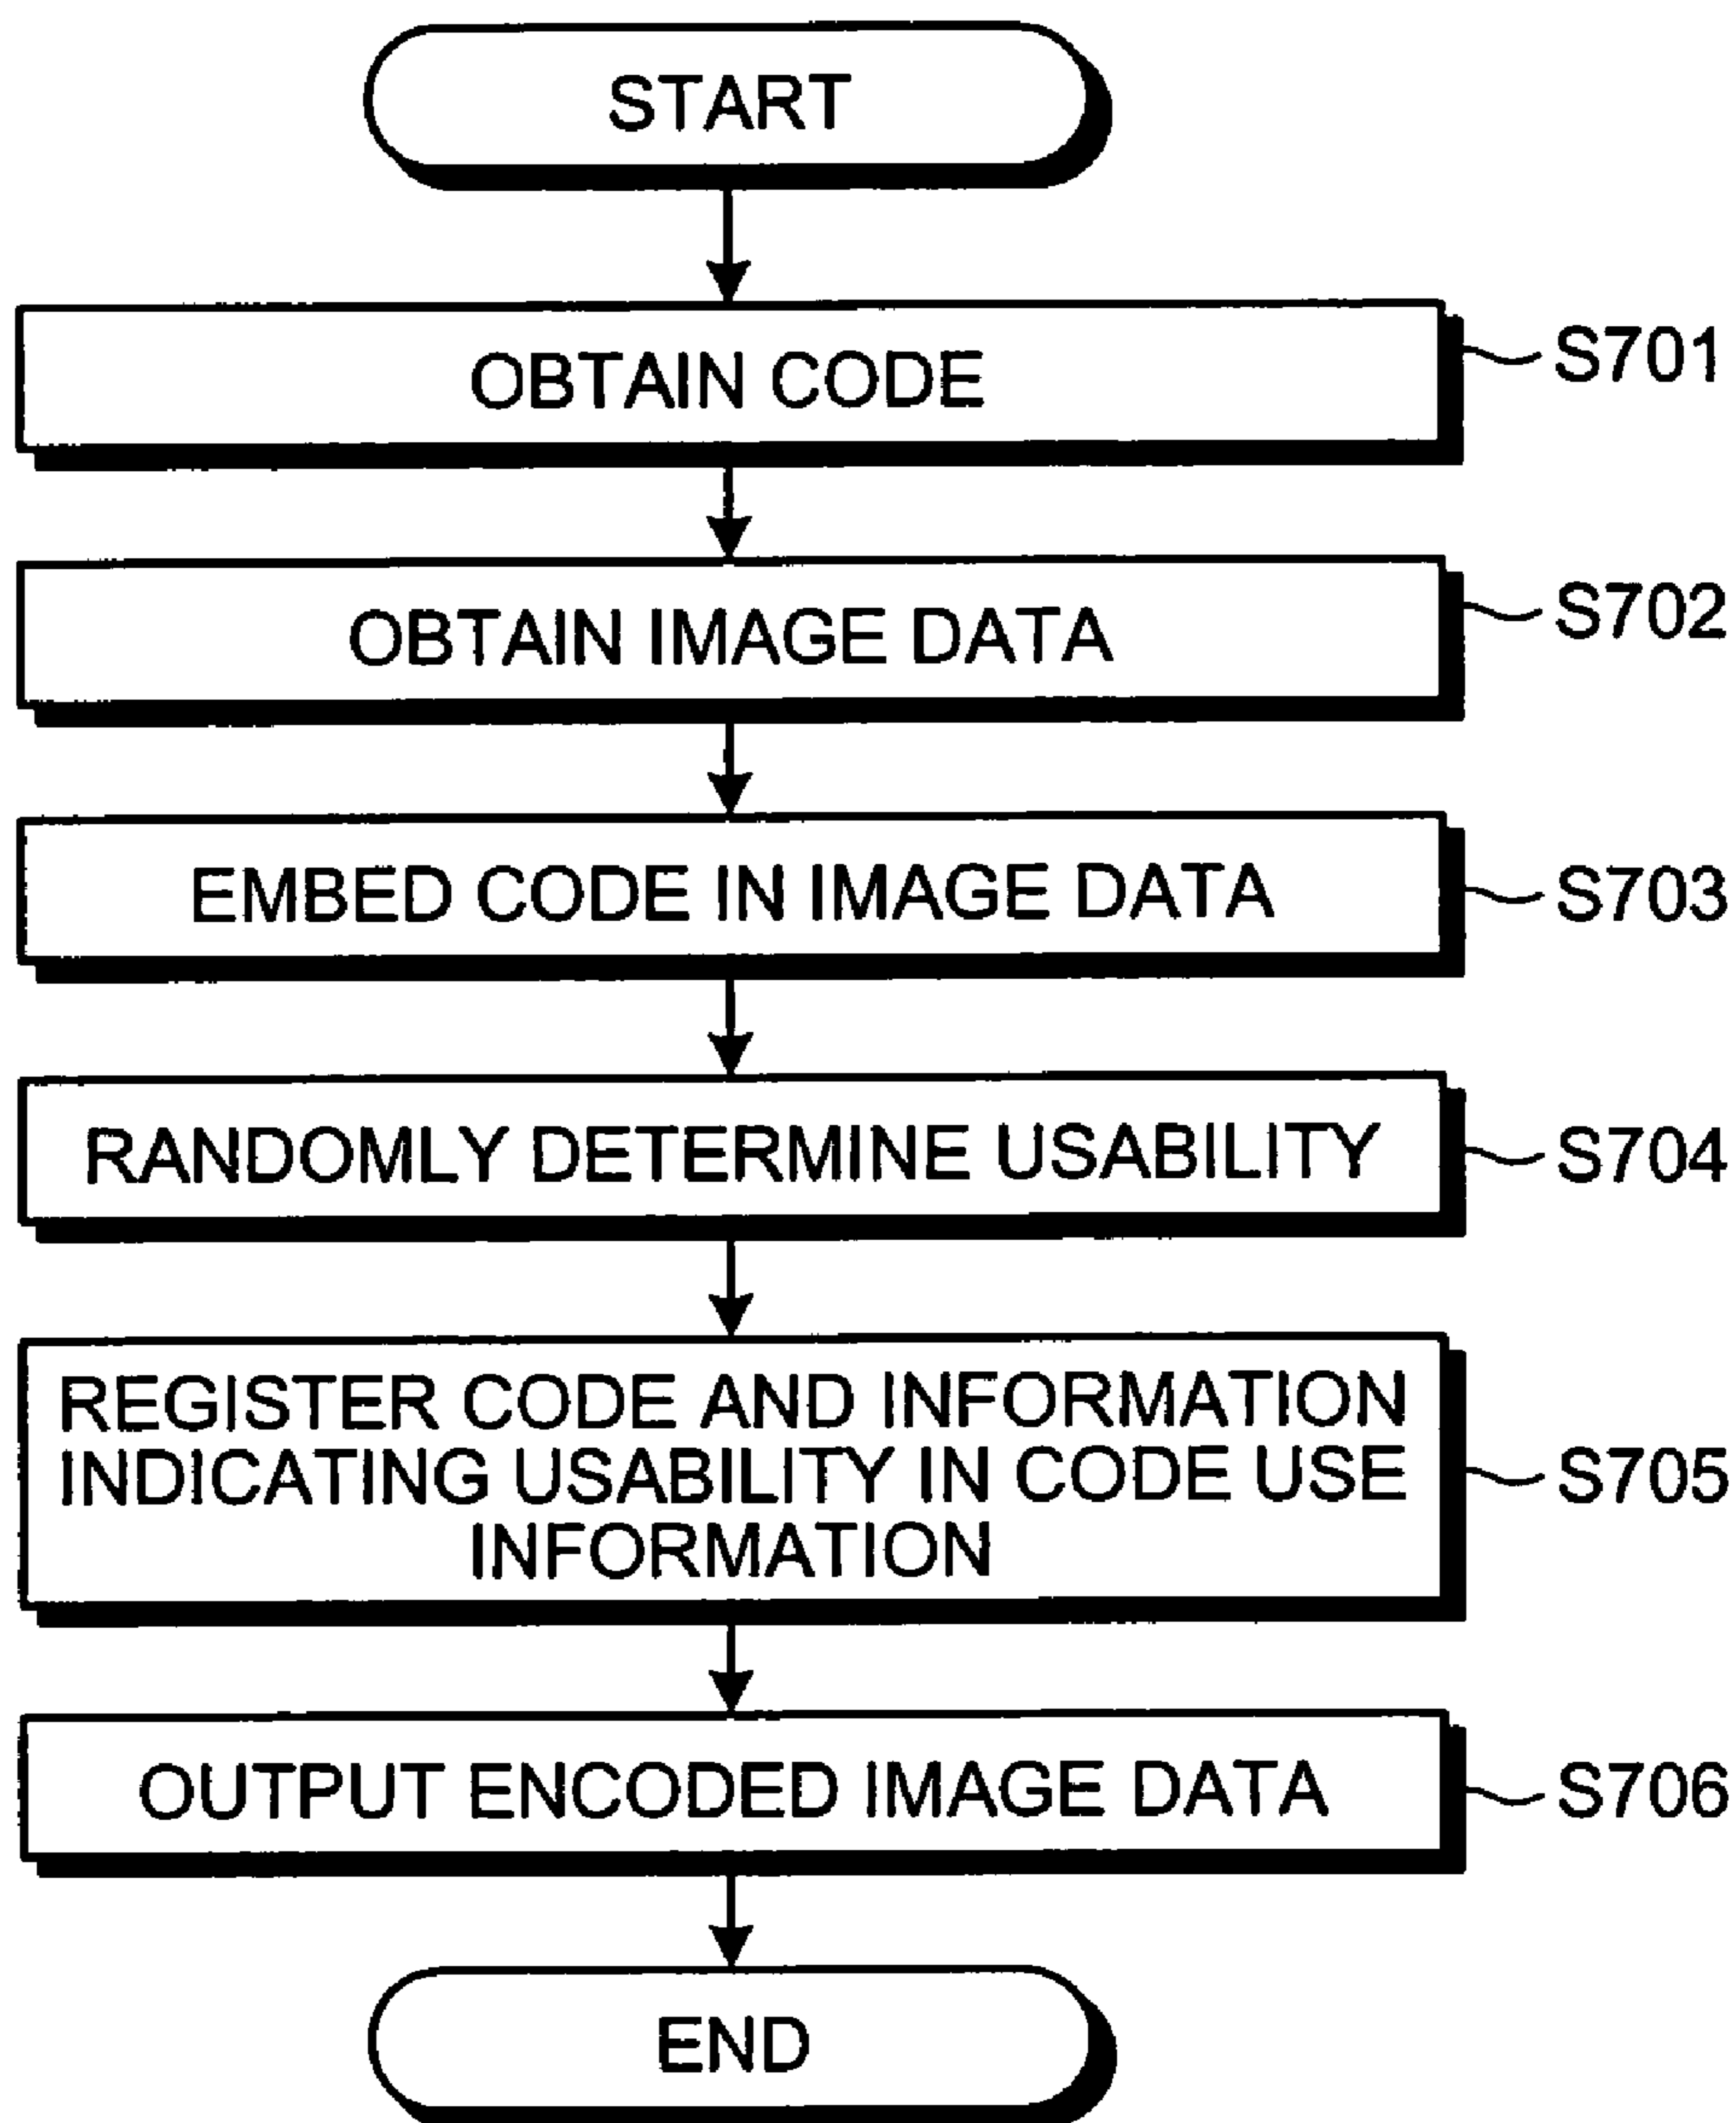 START
OBTAIN CODE
S701
OBTAIN IMAGE DATA
S702
EMBED CODE IN IMAGE DATA
S703
RANDOMLY DETERMINE USABILITY
S704
REGISTER CODE AND INFORMATION
INDICATING USABILITY IN CODE USE
INFORMATION
S705
OUTPUT ENCODED IMAGE DATA
S706
END